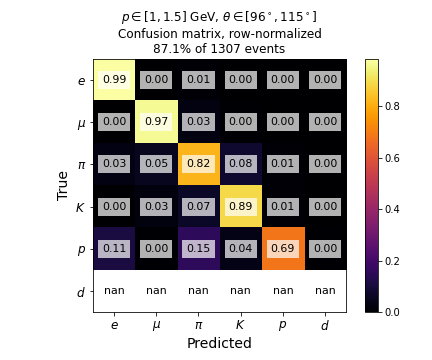 p ∈ [1, 1.5] GeV, θ ∈ [96°, 115°]
Confusion matrix, row-normalized
87.1% of 1307 events
True
e 0.99 0.00 0.01 0.00 0.00 0.00
μ 0.00 0.97 0.03 0.00 0.00 0.00
π 0.03 0.05 0.82 0.08 0.01 0.00
K 0.00 0.03 0.07 0.89 0.01 0.00
p 0.11 0.00 0.15 0.04 0.69 0.00
d nan nan nan nan nan nan
e μ π K p d
Predicted
0.8
0.6
0.4
0.2
0.0